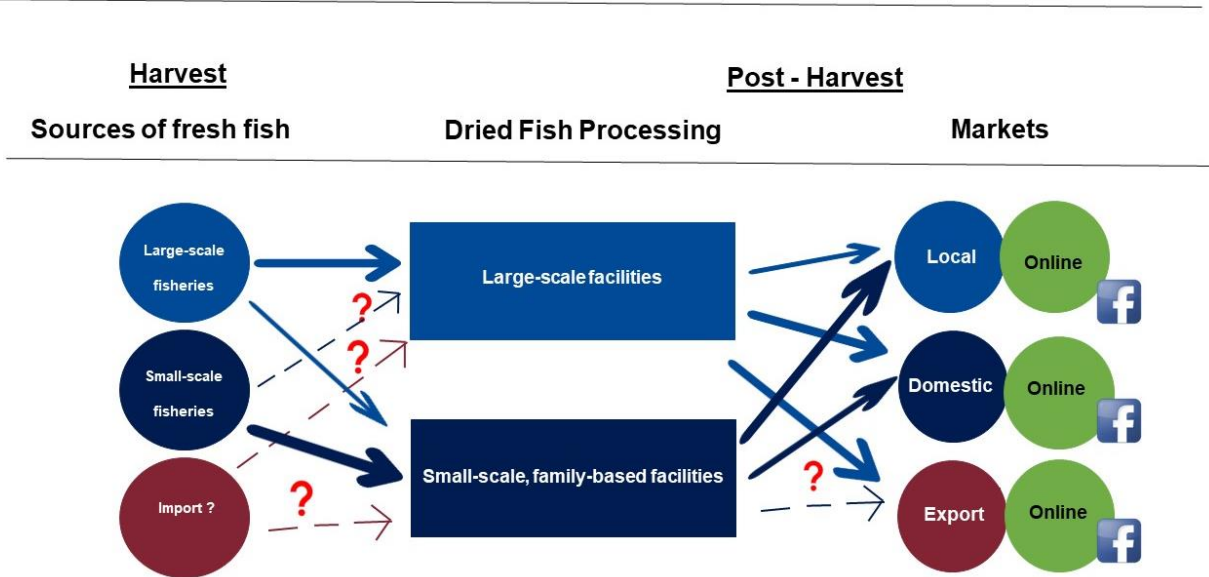 Harvest
Post - Harvest
Sources of fresh fish
Dried Fish Processing
Markets
Large-scale
fisheries
?
Large-scale facilities
Local
Online
f
?
Small-scale
fisheries
Domestic
Online
f
Import ?
?
Small-scale, family-based facilities
?
Export
Online
f